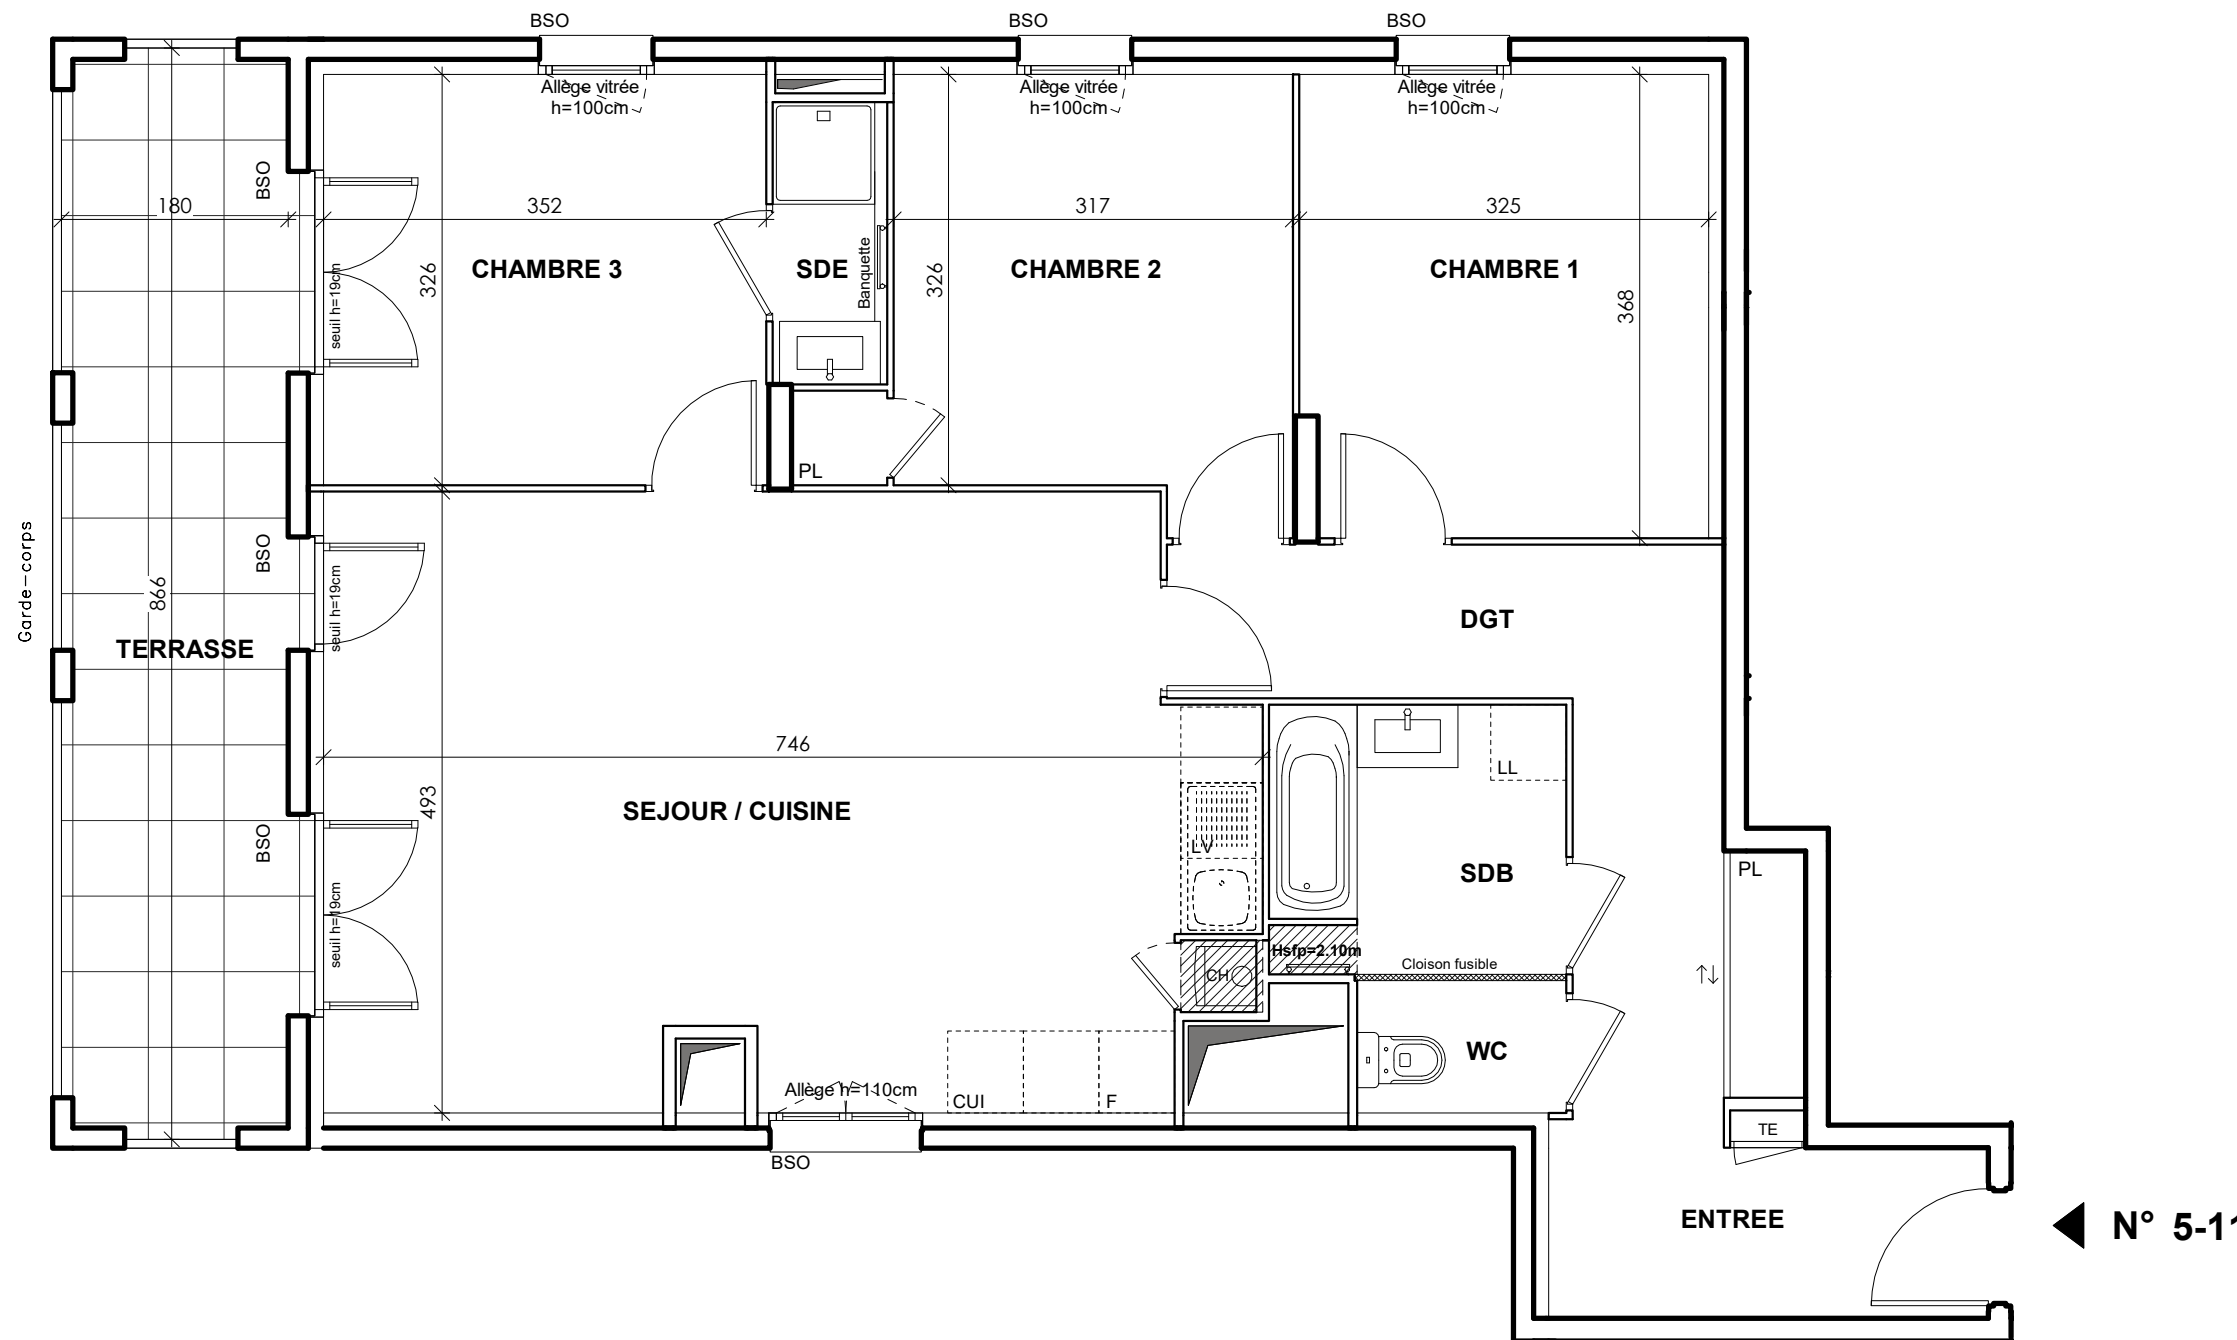 BSO
BSO
BSO
Allège vitrée
h=100cm
Allège vitrée
h=100cm
Allège vitrée
h=100cm
BSO
180
352
317
325
CHAMBRE 3
SDE
Banquette
CHAMBRE 2
CHAMBRE 1
326
326
368
seuil h=19cm
PL
Garde-corps
BSO
866
seuil h=19cm
TERRASSE
DGT
746
493
SEJOUR / CUISINE
LL
LV
BSO
SDB
PL
seuil h=19cm
Hsfp=2.10m
CH
Cloison fusible
WC
Allège h=110cm
CUI
F
TE
BSO
ENTREE
N° 5-11